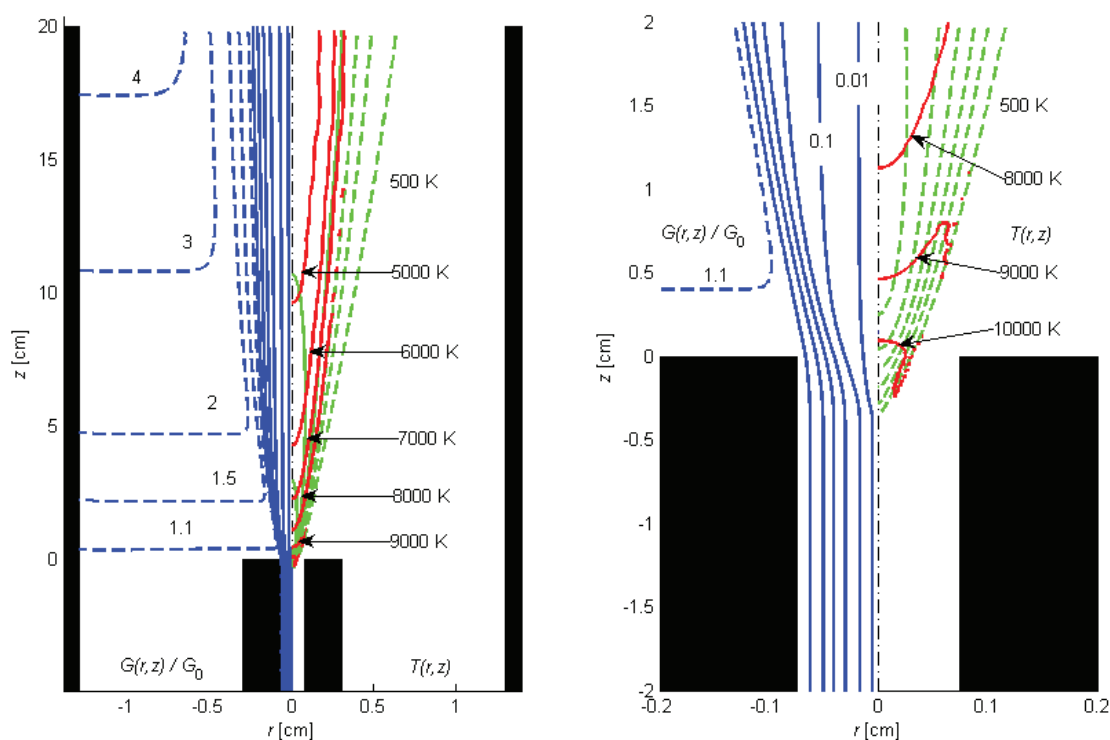 20
15
10
5
0
z [cm]
4
3
2
1.5
1.1
500 K
5000 K
6000 K
7000 K
8000 K
9000 K
G(r,z) / G0
T(r,z)
-1
-0.5
0
0.5
1
r [cm]
2
1.5
1
0.5
0
-0.5
-1
-1.5
-2
z [cm]
0.01
0.1
500 K
8000 K
G(r,z) / G0
T(r,z)
1.1
9000 K
10000 K
-0.2
-0.1
0
0.1
0.2
r [cm]